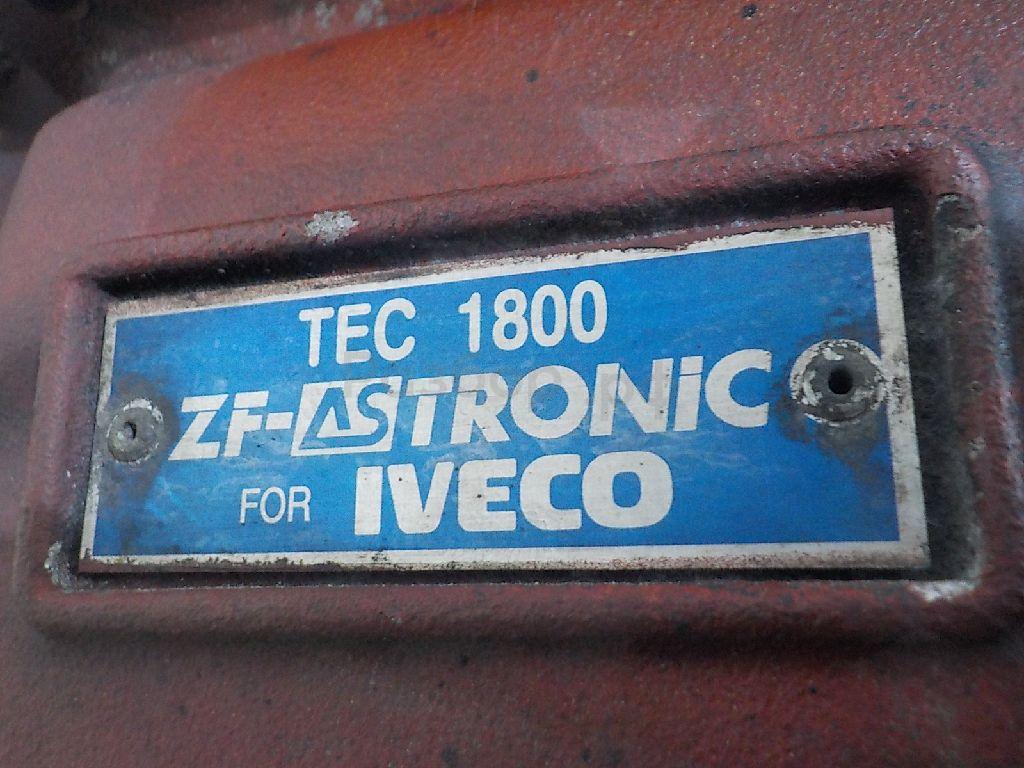 TEC 1800
ZF-ASTRONiC
FOR IVECO